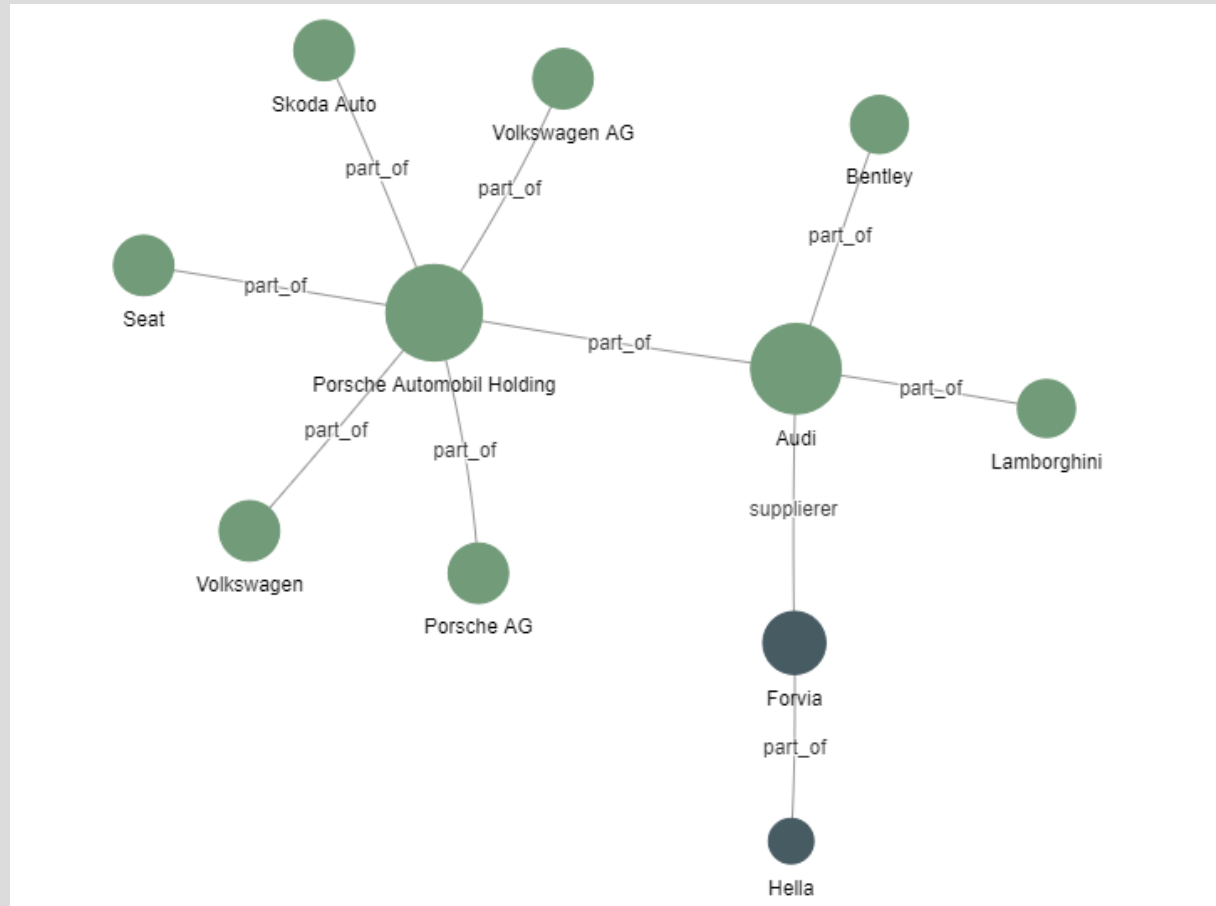 Skoda Auto
Volkswagen AG
Bentley
part_of
part_of
part_of
part_of
Seat
part_of
Porsche Automobil Holding
part_of
part_of
part_of
Audi
Lamborghini
supplierer
Volkswagen
Porsche AG
Forvia
part_of
Hella